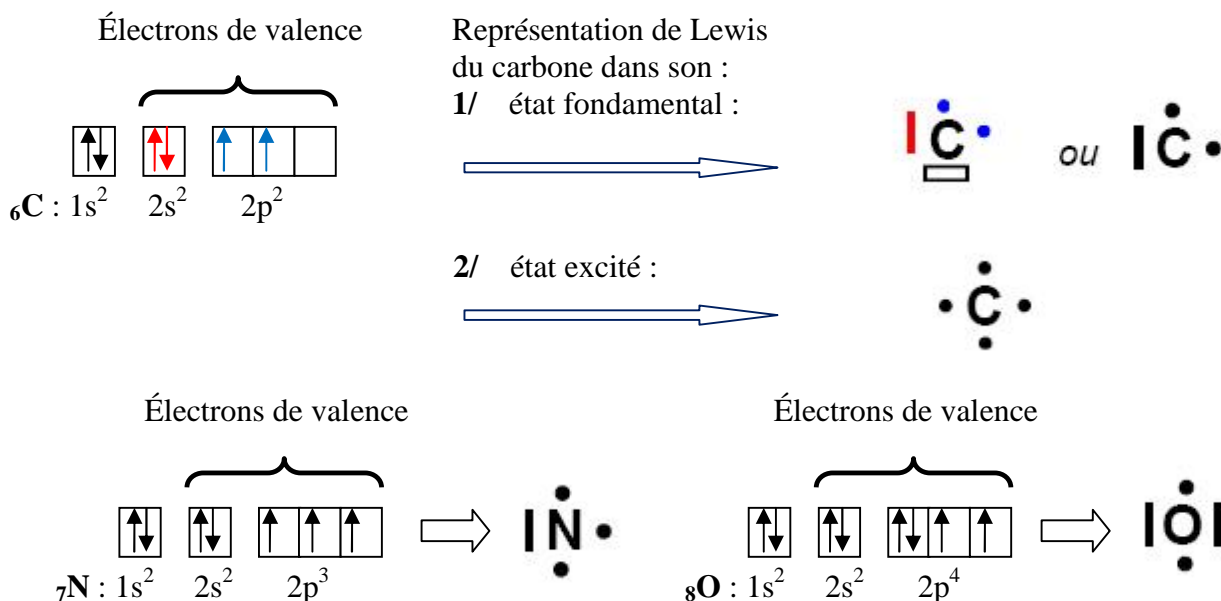 Électrons de valence
Représentation de Lewis
du carbone dans son :
1/ état fondamental :
C ou C
₆C : 1s² 2s² 2p²
2/ état excité :
C
Électrons de valence
Électrons de valence
N
O
₇N : 1s² 2s² 2p³
₈O : 1s² 2s² 2p⁴